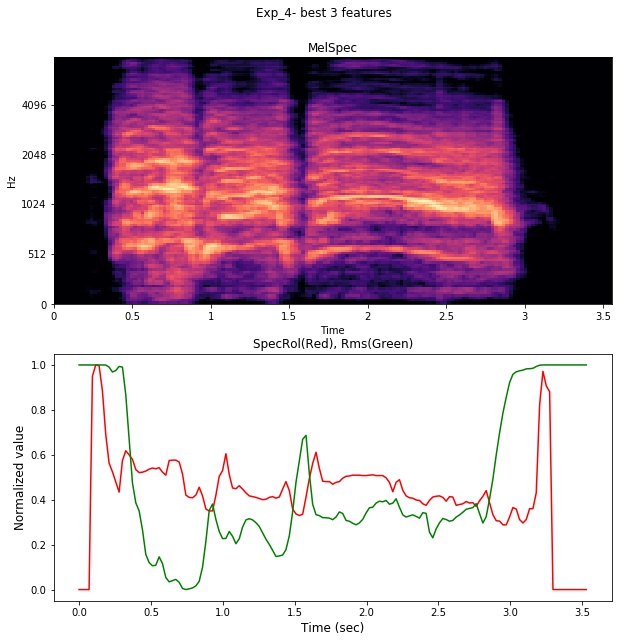 Exp_4- best 3 features
MelSpec
Hz
4096
2048
1024
512
0
0 0.5 1 1.5 2 2.5 3 3.5
Time
SpecRol(Red), Rms(Green)
Normalized value
1.0
0.8
0.6
0.4
0.2
0.0
0.0 0.5 1.0 1.5 2.0 2.5 3.0 3.5
Time (sec)